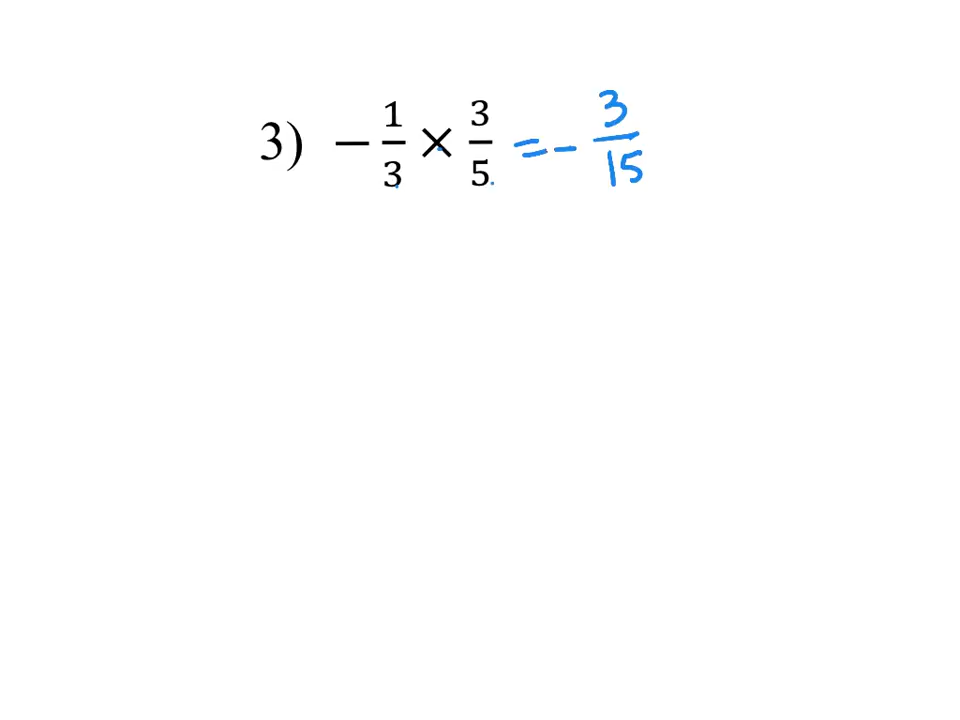 3) −1/3 × 3/5 = - 3/15